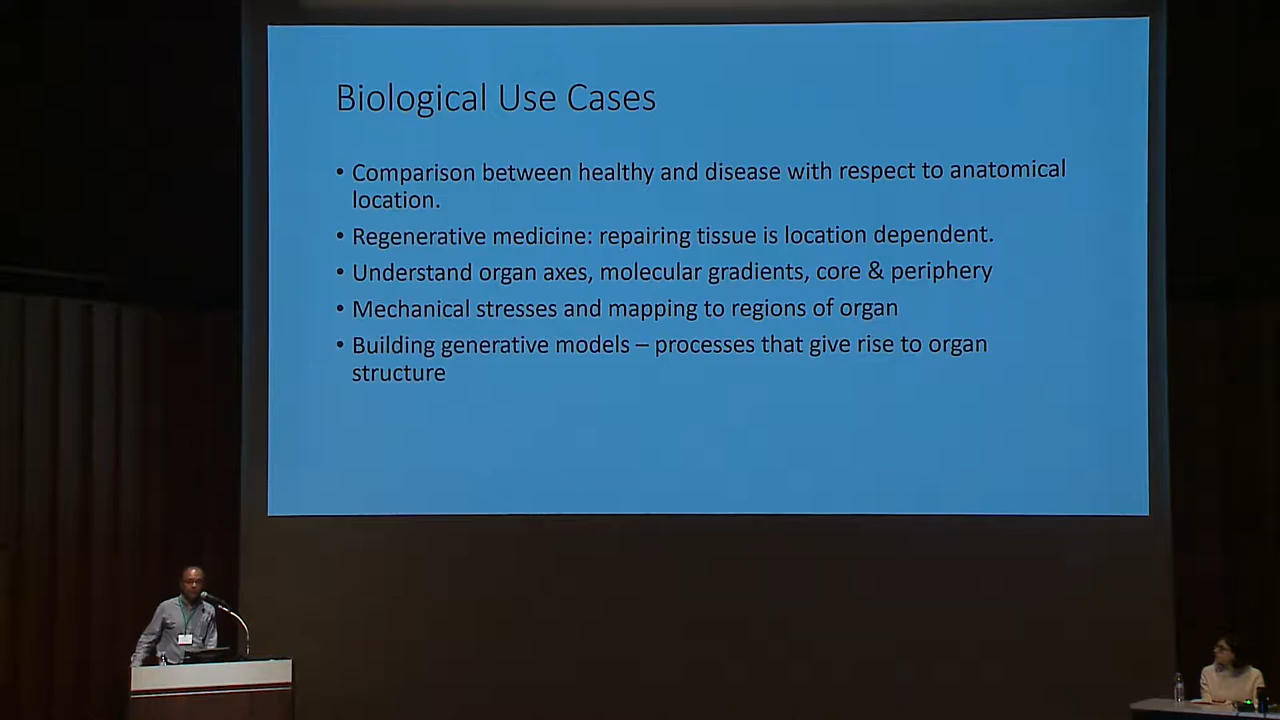 Biological Use Cases
• Comparison between healthy and disease with respect to anatomical
location.
• Regenerative medicine: repairing tissue is location dependent.
• Understand organ axes, molecular gradients, core & periphery
• Mechanical stresses and mapping to regions of organ
• Building generative models – processes that give rise to organ
structure